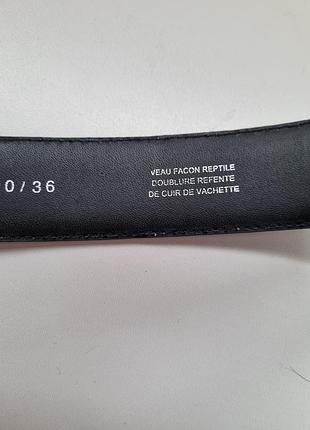 0/36
VEAU FACON REPTILE
DOUBLURE REFENTE
DE CUIR DE VACHETTE